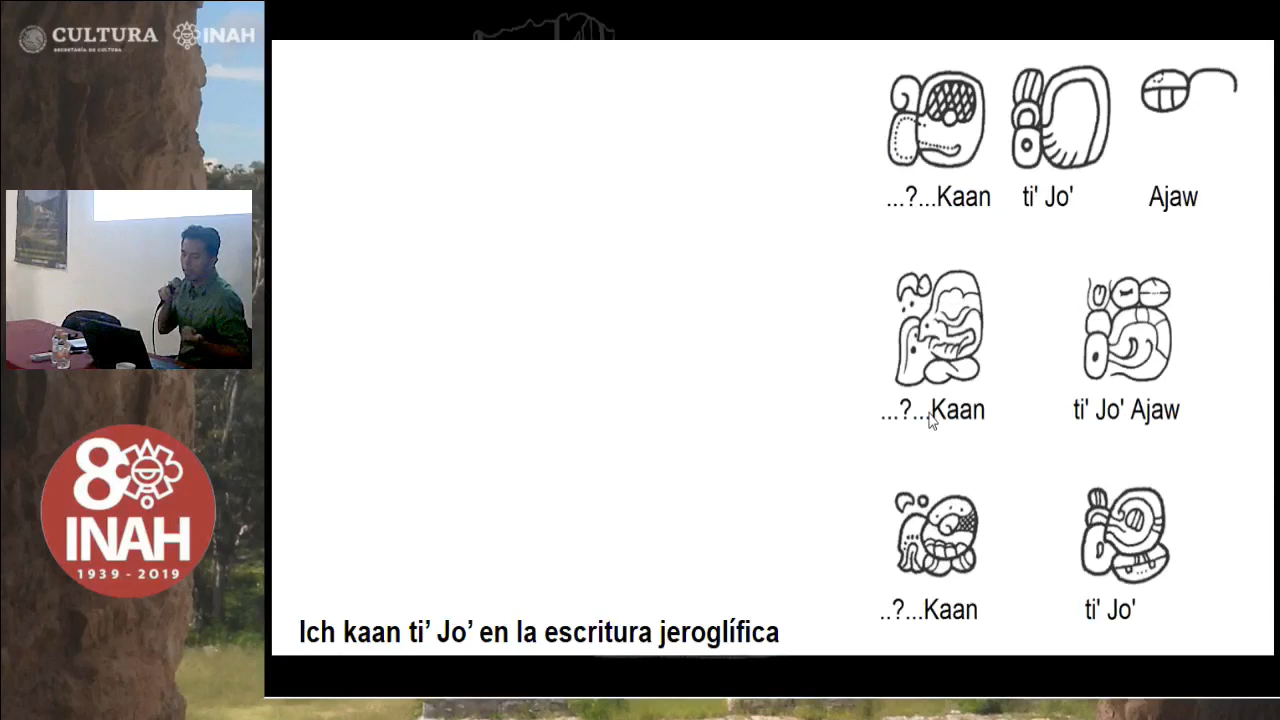 CULTURA
SECRETARÍA DE CULTURA
INAH
...?...Kaan ti' Jo' Ajaw
...?...Kaan ti' Jo' Ajaw
..?...Kaan ti' Jo'
Ich kaan ti’ Jo’ en la escritura jeroglífica
80
INAH
1939 - 2019